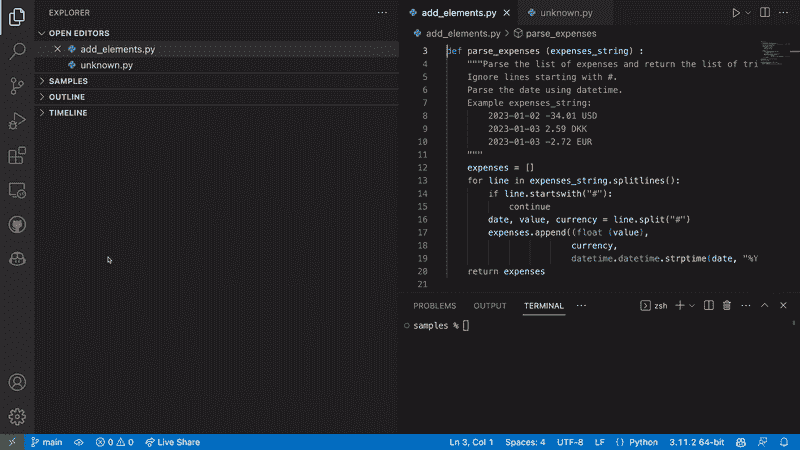 EXPLORER
OPEN EDITORS
add_elements.py
unknown.py
SAMPLES
OUTLINE
TIMELINE
add_elements.py
unknown.py
add_elements.py > parse_expenses
3 def parse_expenses (expenses_string) :
4 """Parse the list of expenses and return the list of tri
5 Ignore lines starting with #.
6 Parse the date using datetime.
7 Example expenses_string:
8 2023-01-02 -34.01 USD
9 2023-01-03 2.59 DKK
10 2023-01-03 -2.72 EUR
11 """
12 expenses = []
13 for line in expenses_string.splitlines():
14 if line.startswith("#"):
15 continue
16 date, value, currency = line.split("#")
17 expenses.append((float (value),
18 currency,
19 datetime.datetime.strptime(date, "%Y
20 return expenses
21
PROBLEMS OUTPUT TERMINAL zsh
samples %
main 0 0 Live Share Ln 3, Col 1 Spaces: 4 UTF-8 LF Python 3.11.2 64-bit